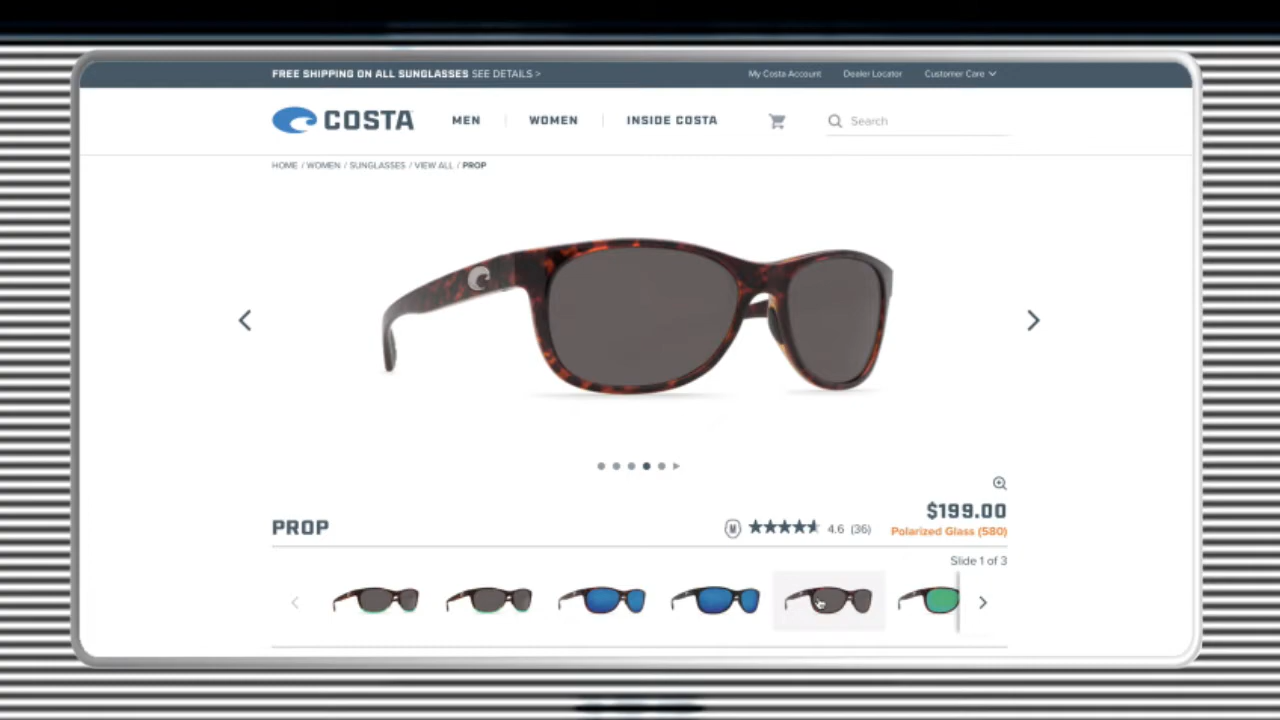 FREE SHIPPING ON ALL SUNGLASSES SEE DETAILS >
My Costa Account
Dealer Locator
Customer Care
COSTA
MEN
WOMEN
INSIDE COSTA
Search
HOME / WOMEN / SUNGLASSES / VIEW ALL / PROP
$199.00
PROP
M
4.6 (36)
Polarized Glass (580)
Slide 1 of 3